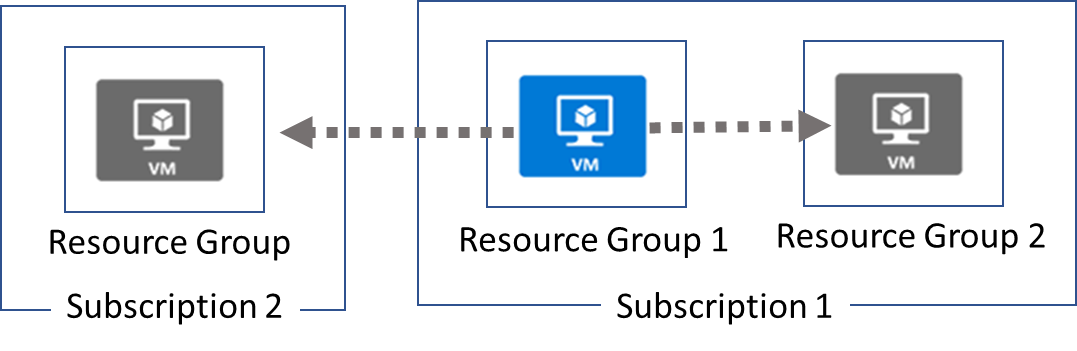 VM
Resource Group
Subscription 2
VM
Resource Group 1
VM
Resource Group 2
Subscription 1